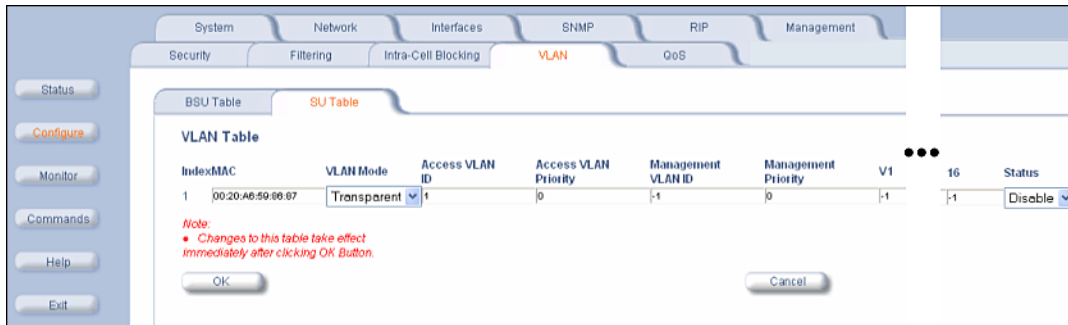 System Network Interfaces SNMP RIP Management
Security Filtering Intra-Cell Blocking VLAN QoS
Status
Configure
Monitor
Commands
Help
Exit
BSU Table SU Table
VLAN Table
IndexMAC VLAN Mode Access VLAN ID Access VLAN Priority Management VLAN ID Management Priority V1 ••• 16 Status
1 00:20:A6:59:86:87 Transparent 1 0 -1 0 -1 -1 Disable
Note:
• Changes to this table take effect
immediately after clicking OK Button.
OK Cancel